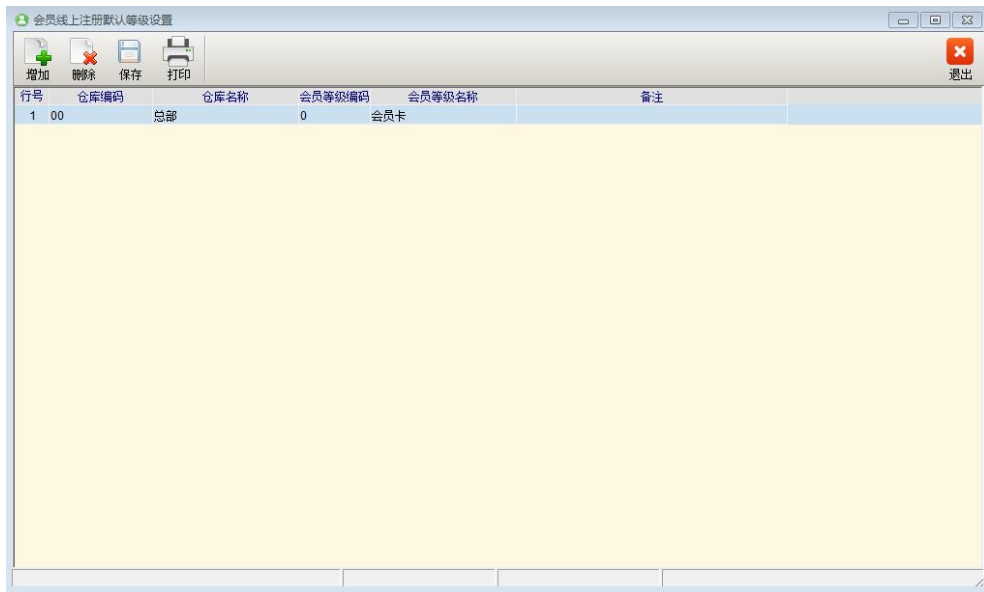 会员线上注册默认等级设置
增加 删除 保存 打印 退出
行号 仓库编码 仓库名称 会员等级编码 会员等级名称 备注
1 00 总部 0 会员卡